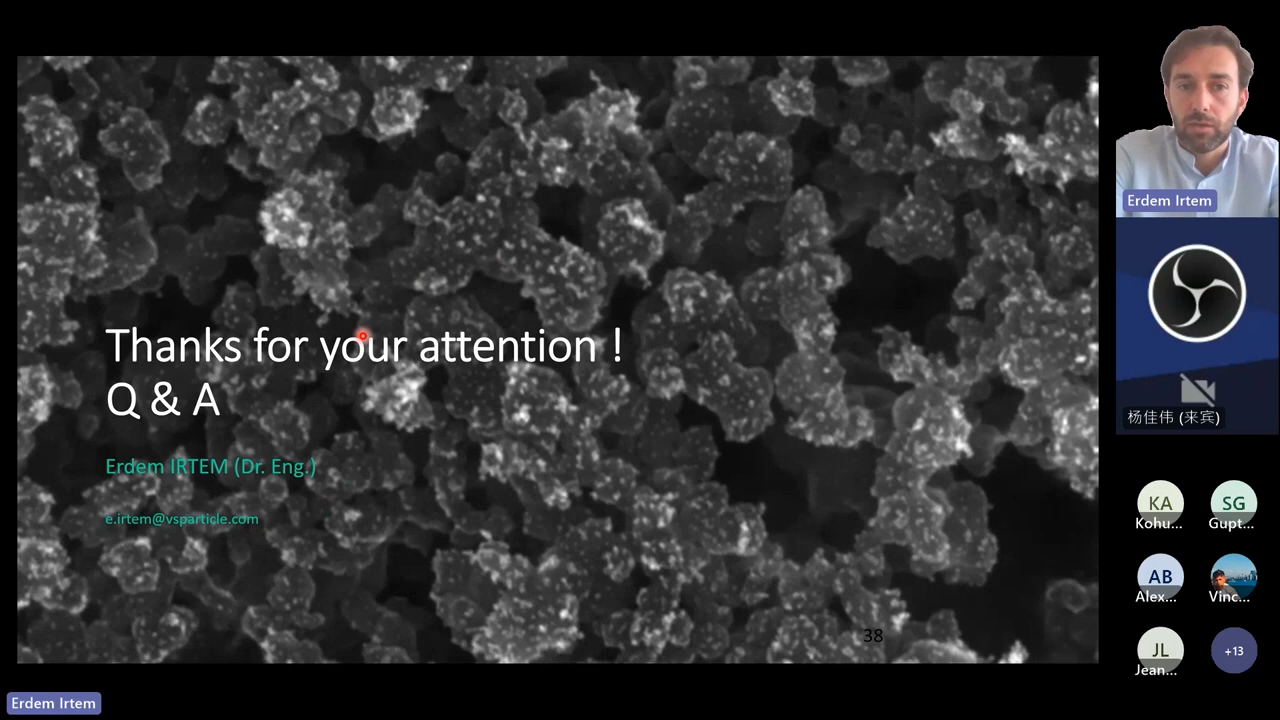 Thanks for your attention !
Q & A
Erdem IRTEM (Dr. Eng.)
e.irtem@vsparticle.com
38
Erdem Irtem
Erdem Irtem
杨佳伟 (来宾)
KA
Kohu...
SG
Gupt...
AB
Alex...
Vinc...
JL
Jean...
+13